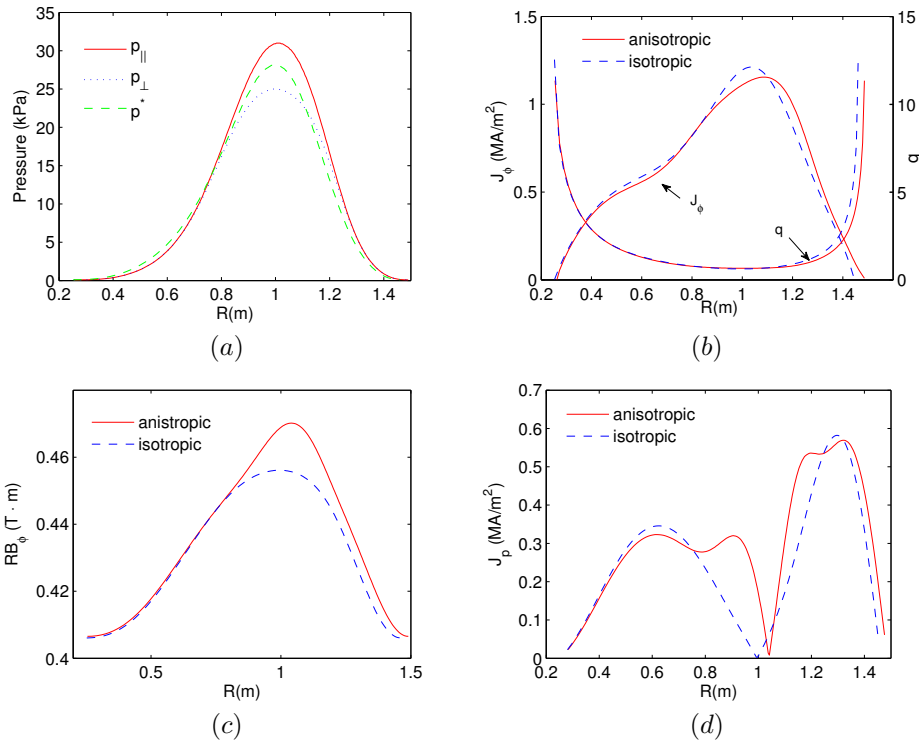 35
30
25
20
15
10
5
0
Pressure (kPa)
p||
p⊥
p*
0.2 0.4 0.6 0.8 1 1.2 1.4
R(m)
(a)
1.5
1
0.5
0
J_ϕ (MA/m²)
anisotropic
isotropic
J_ϕ
q
15
10
5
0
q
0.2 0.4 0.6 0.8 1 1.2 1.4
R(m)
(b)
0.46
0.44
0.42
0.4
RB_ϕ (T · m)
anistropic
isotropic
0.5 1 1.5
R(m)
(c)
0.7
0.6
0.5
0.4
0.3
0.2
0.1
0
J_p (MA/m²)
anisotropic
isotropic
0.2 0.4 0.6 0.8 1 1.2 1.4
R(m)
(d)